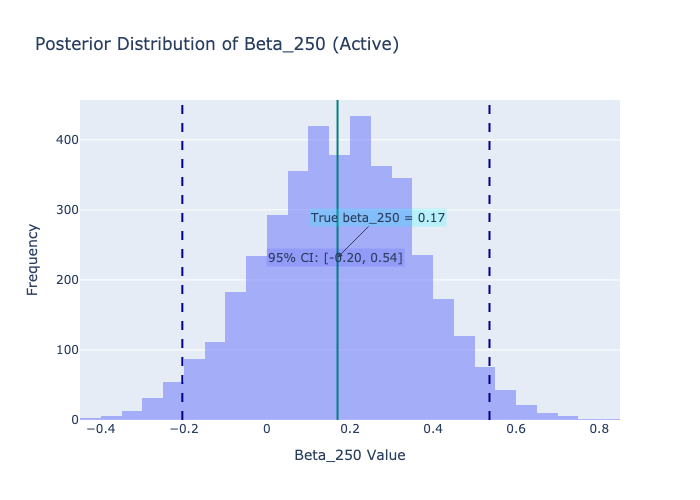 Posterior Distribution of Beta_250 (Active)
400
300
200
100
0
Frequency
True beta_250 = 0.17
95% CI: [-0.20, 0.54]
−0.4
−0.2
0
0.2
0.4
0.6
0.8
Beta_250 Value